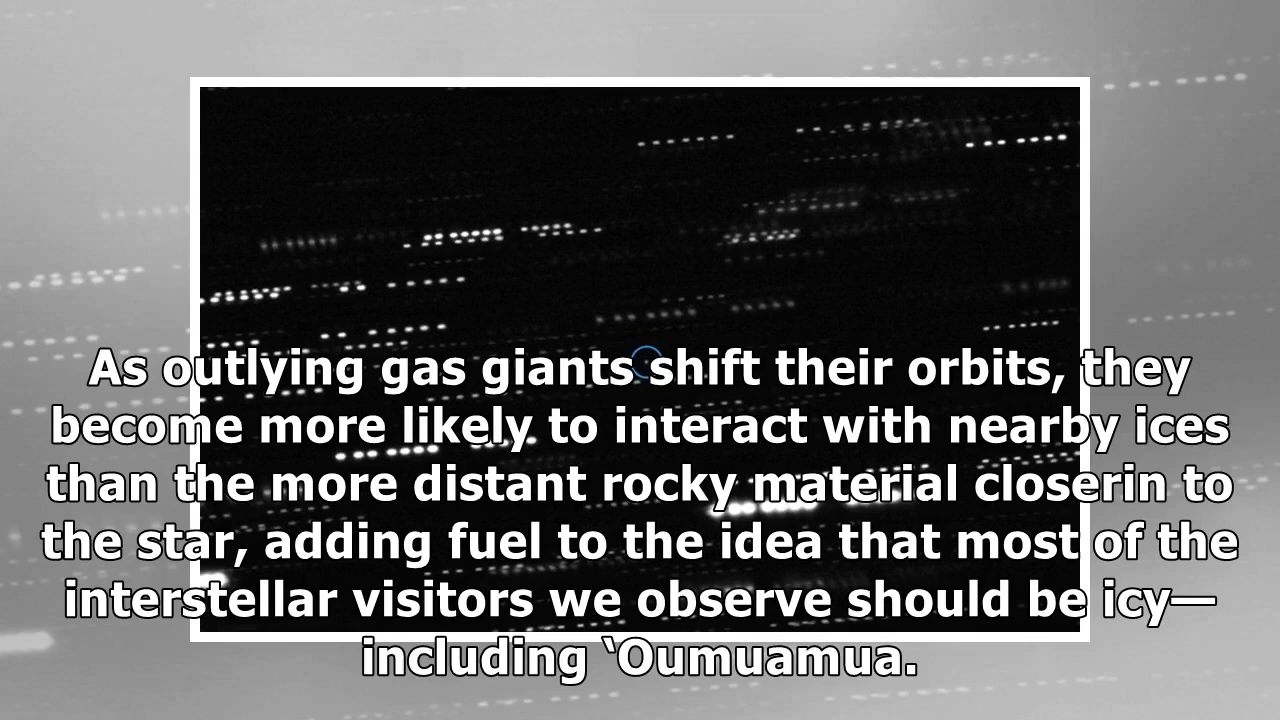 As outlying gas giants shift their orbits, they
become more likely to interact with nearby ices
than the more distant rocky material closerin to
the star, adding fuel to the idea that most of the
interstellar visitors we observe should be icy—
including ‘Oumuamua.